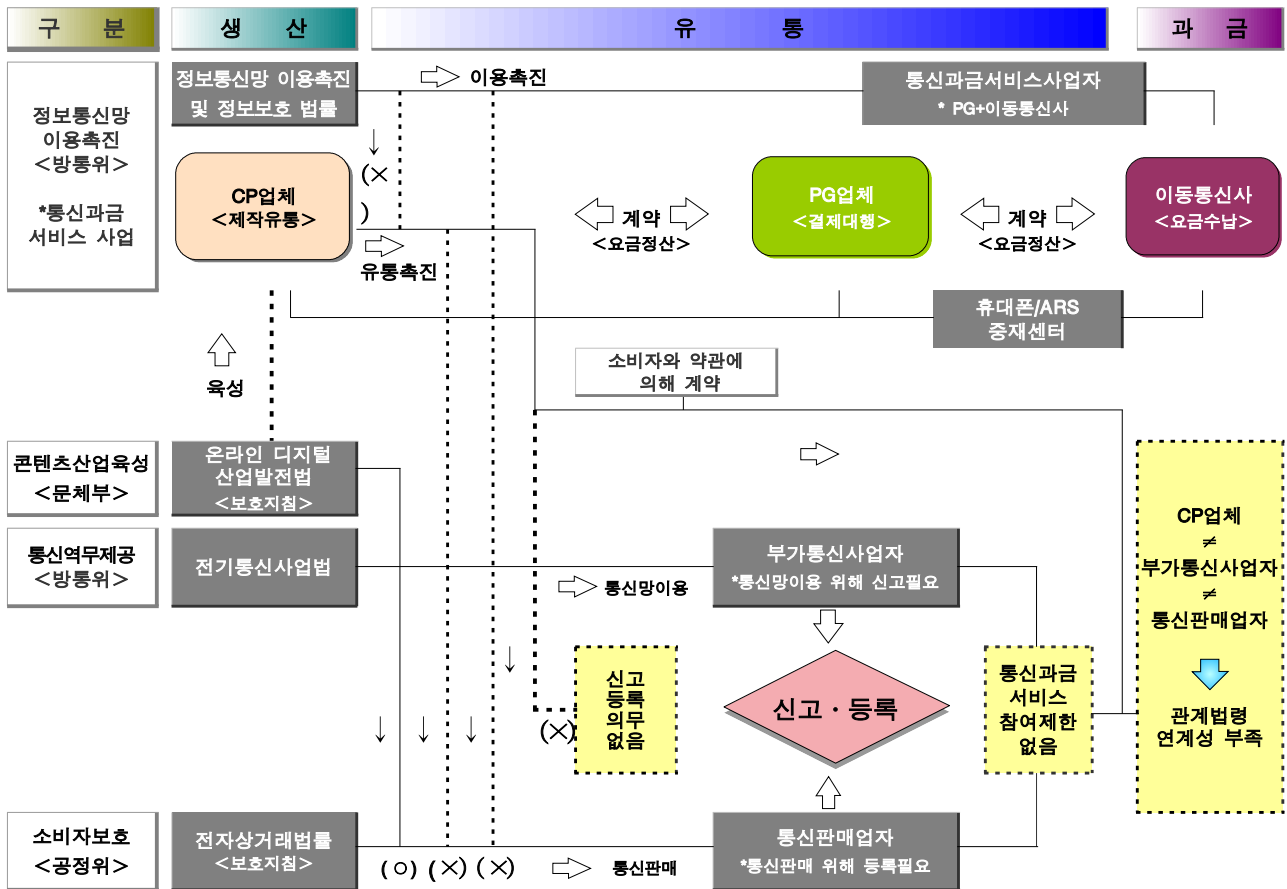 구 분
생 산
유 통
과 금
정보통신망
이용촉진
<방통위>
*통신과금
서비스 사업
정보통신망 이용촉진
및 정보보호 법률
이용촉진
통신과금서비스사업자
* PG+이동통신사
↓
(×
)
CP업체
<제작유통>
유통촉진
계약
<요금정산>
PG업체
<결제대행>
계약
<요금정산>
이동통신사
<요금수납>
휴대폰/ARS
중재센터
육성
소비자와 약관에
의해 계약
콘텐츠산업육성
<문체부>
온라인 디지털
산업발전법
<보호지침>
통신역무제공
<방통위>
전기통신사업법
통신망이용
부가통신사업자
*통신망이용 위해 신고필요
↓
↓ ↓ ↓
(×)
신고
등록
의무
없음
신고 · 등록
통신과금
서비스
참여제한
없음
CP업체
≠
부가통신사업자
≠
통신판매업자
관계법령
연계성 부족
소비자보호
<공정위>
전자상거래법률
<보호지침>
(○) (×) (×)
통신판매
통신판매업자
*통신판매 위해 등록필요